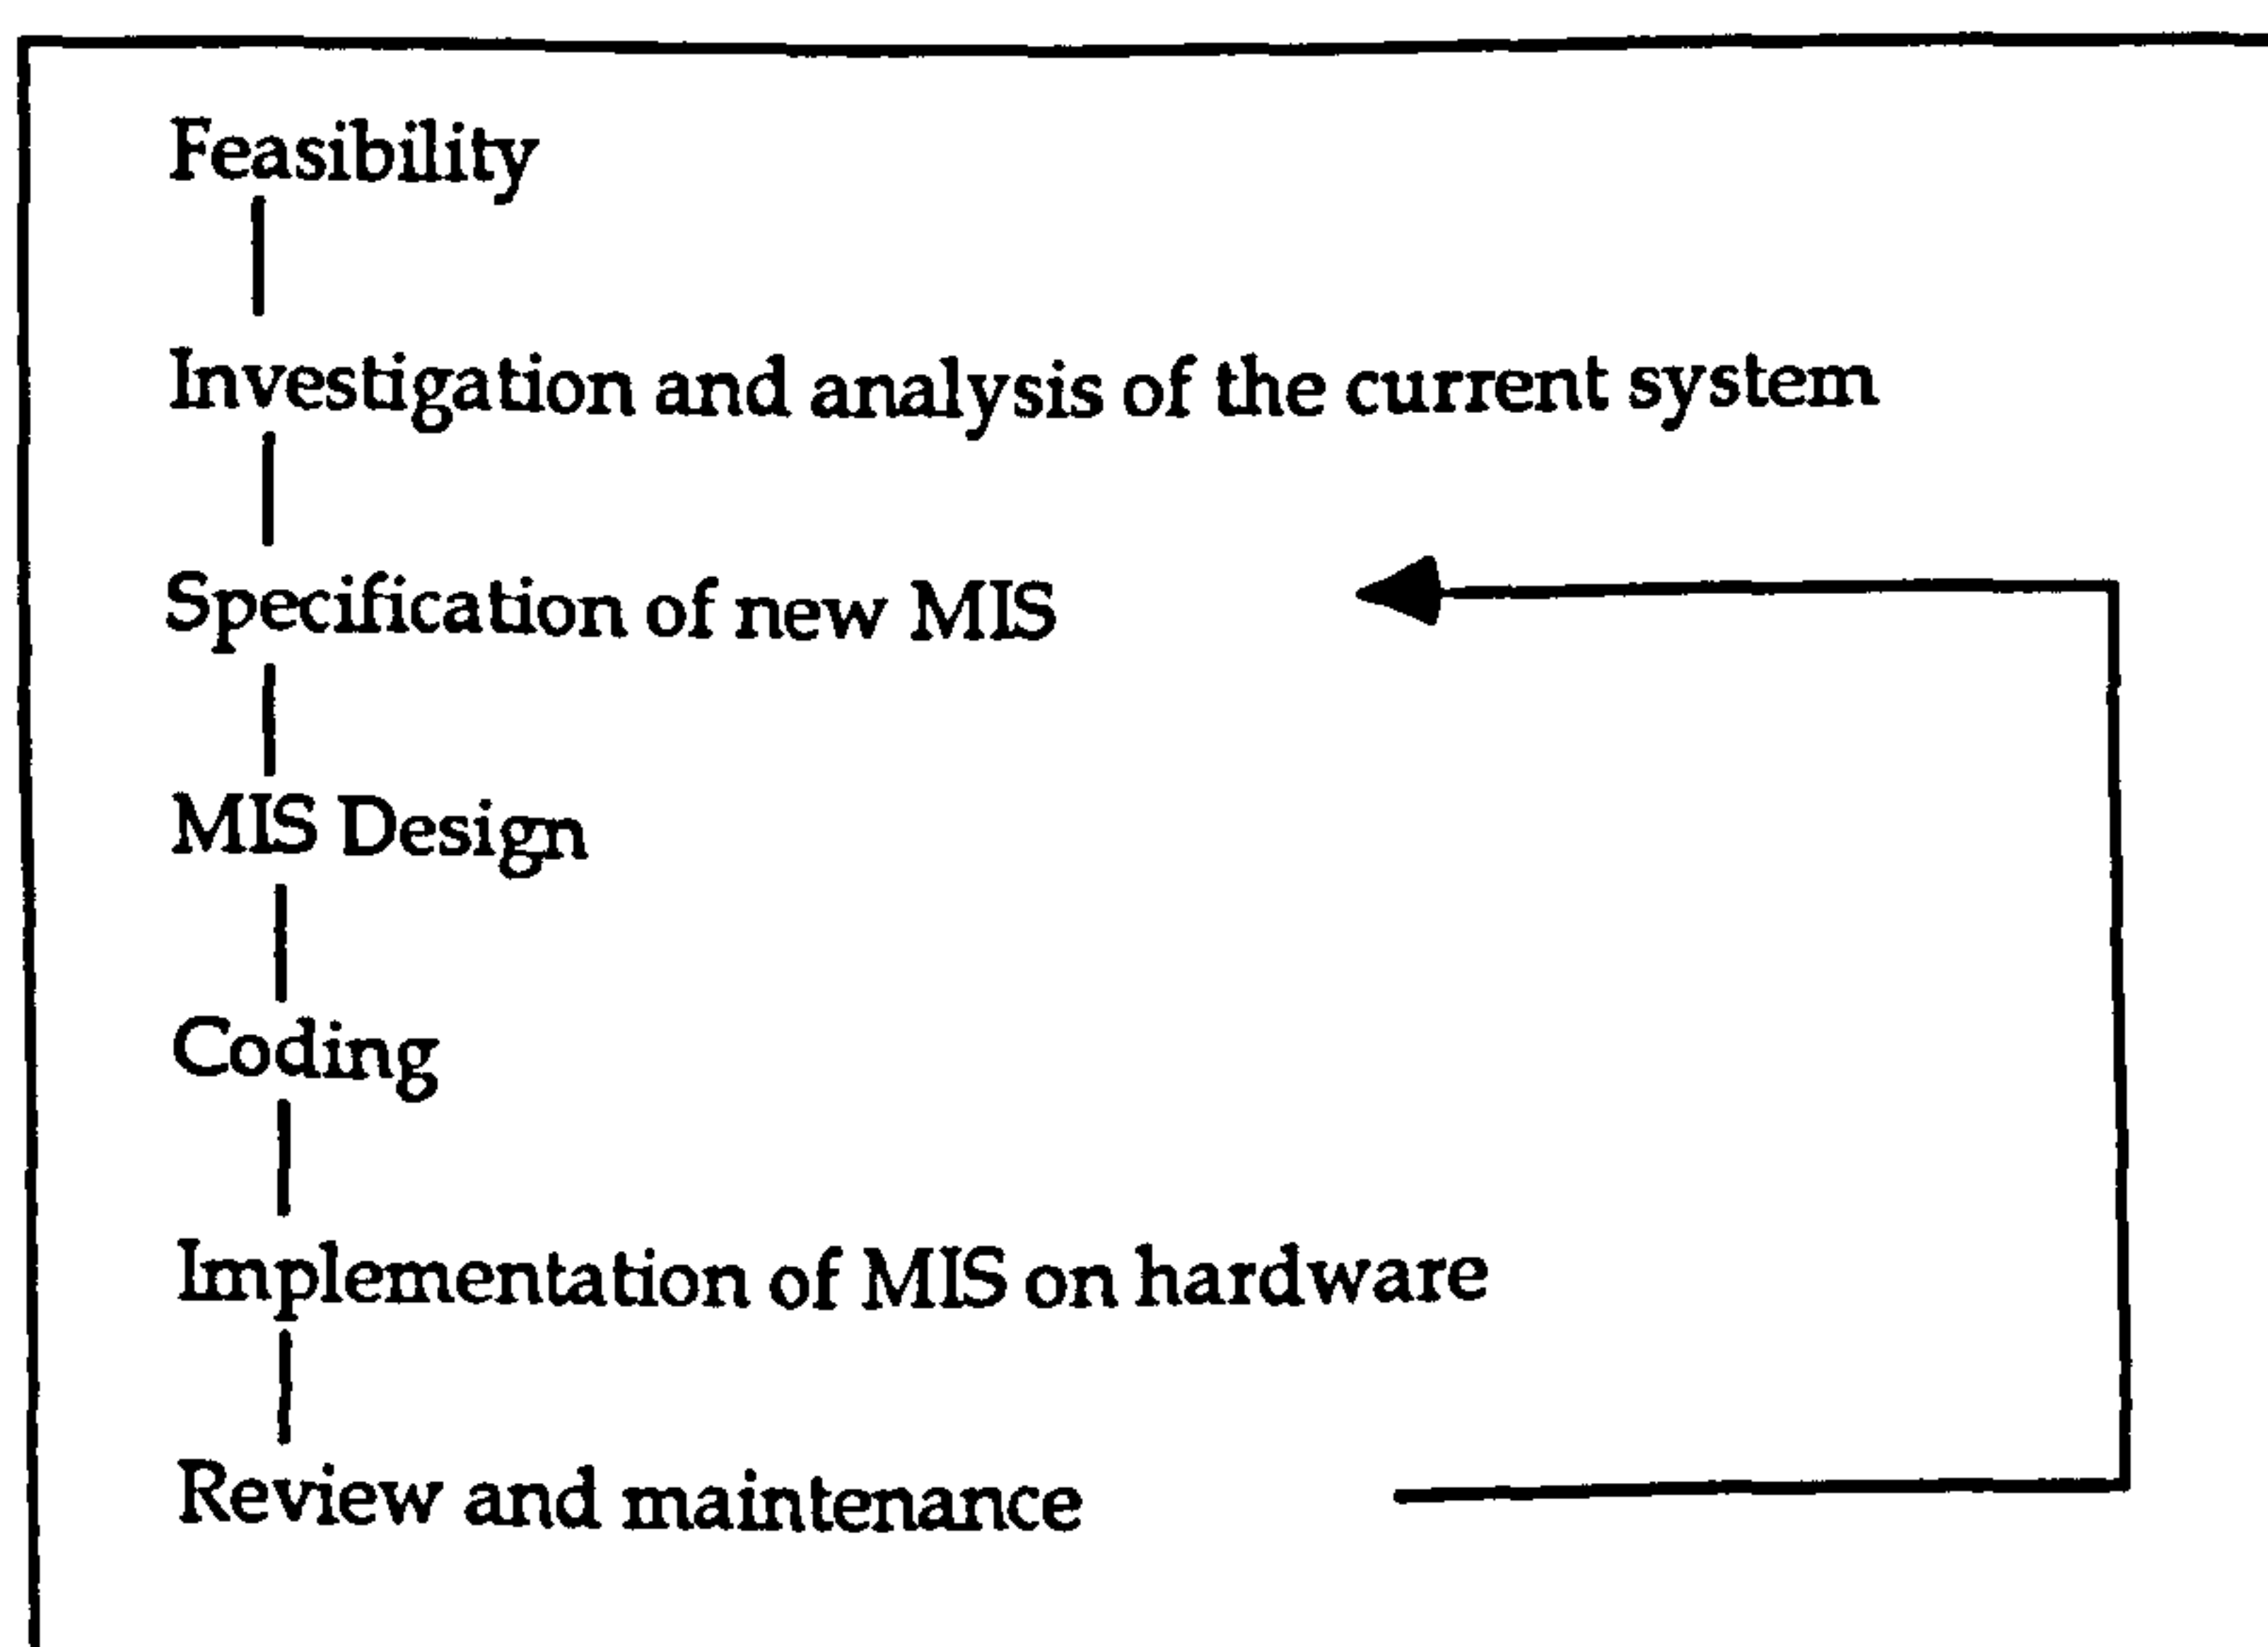 Feasibility
Investigation and analysis of the current system
Specification of new MIS
MIS Design
Coding
Implementation of MIS on hardware
Review and maintenance